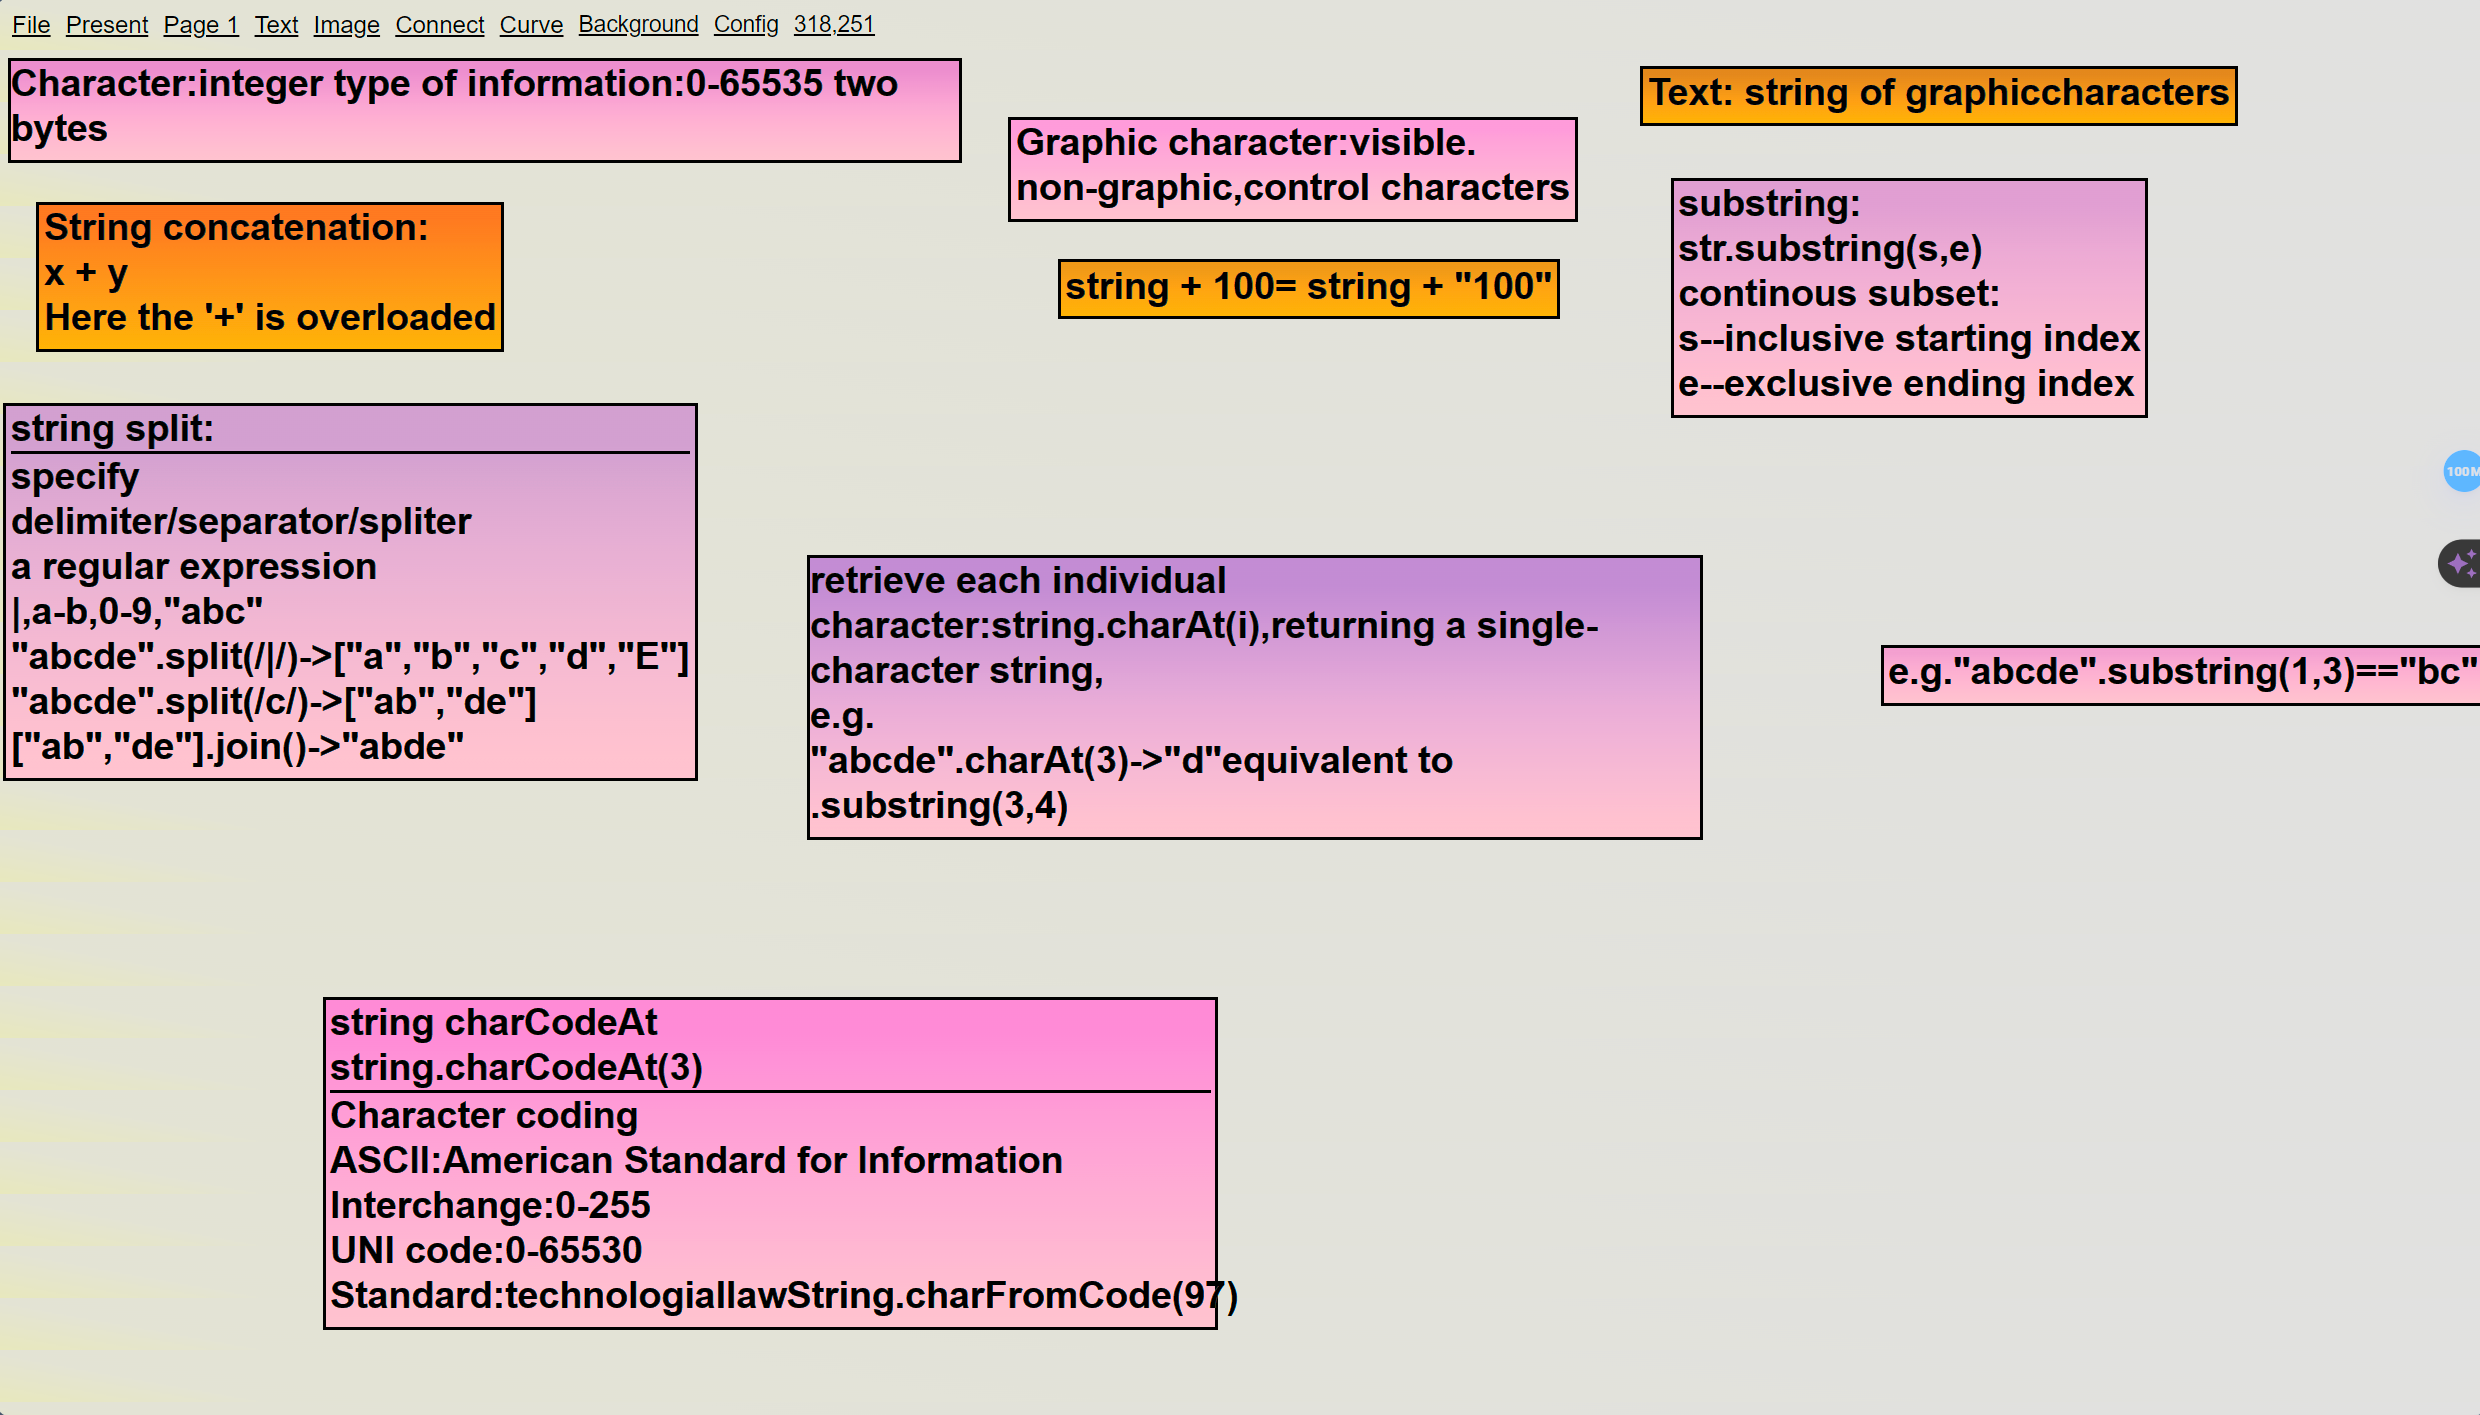 File Present Page 1 Text Image Connect Curve Background Config 318,251
Character:integer type of information:0-65535 two
bytes
Graphic character:visible.
non-graphic,control characters
Text: string of graphiccharacters
String concatenation:
x + y
Here the '+' is overloaded
string + 100= string + "100"
substring:
str.substring(s,e)
continous subset:
s--inclusive starting index
e--exclusive ending index
string split:
specify
delimiter/separator/spliter
a regular expression
|,a-b,0-9,"abc"
"abcde".split(/|/)->["a","b","c","d","E"]
"abcde".split(/c/)->["ab","de"]
["ab","de"].join()->"abde"
retrieve each individual
character:string.charAt(i),returning a single-
character string,
e.g.
"abcde".charAt(3)->"d"equivalent to
.substring(3,4)
100M
e.g."abcde".substring(1,3)=="bc"
string charCodeAt
string.charCodeAt(3)
Character coding
ASCII:American Standard for Information
Interchange:0-255
UNI code:0-65530
Standard:technologiallawString.charFromCode(97)